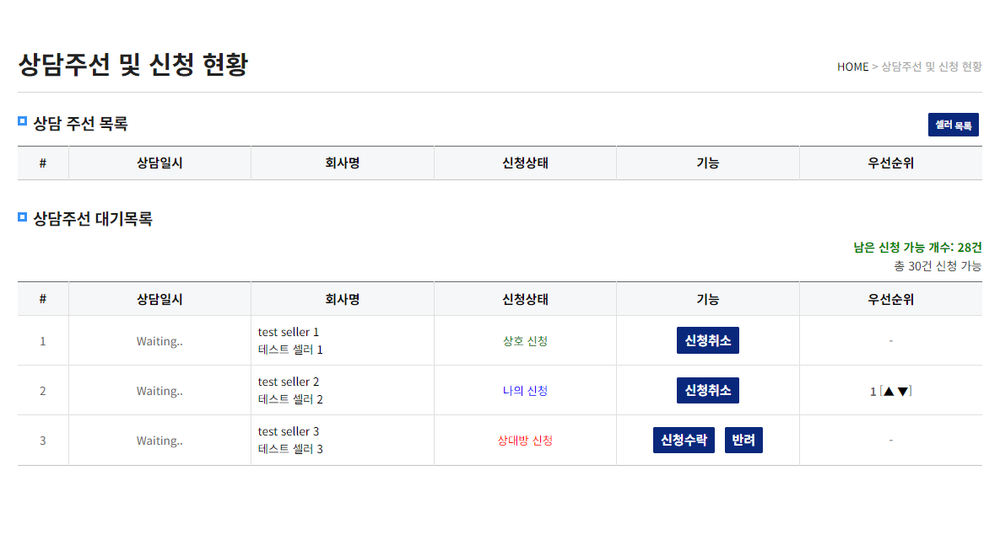 상담주선 및 신청 현황
HOME > 상담주선 및 신청 현황
상담 주선 목록
셀러 목록
# 상담일시 회사명 신청상태 기능 우선순위
상담주선 대기목록
남은 신청 가능 개수: 28건
총 30건 신청 가능
# 상담일시 회사명 신청상태 기능 우선순위
1 Waiting.. test seller 1 상호 신청 신청취소 -
테스트 셀러 1
2 Waiting.. test seller 2 나의 신청 신청취소 1 [▲▼]
테스트 셀러 2
3 Waiting.. test seller 3 상대방 신청 신청수락 반려 -
테스트 셀러 3